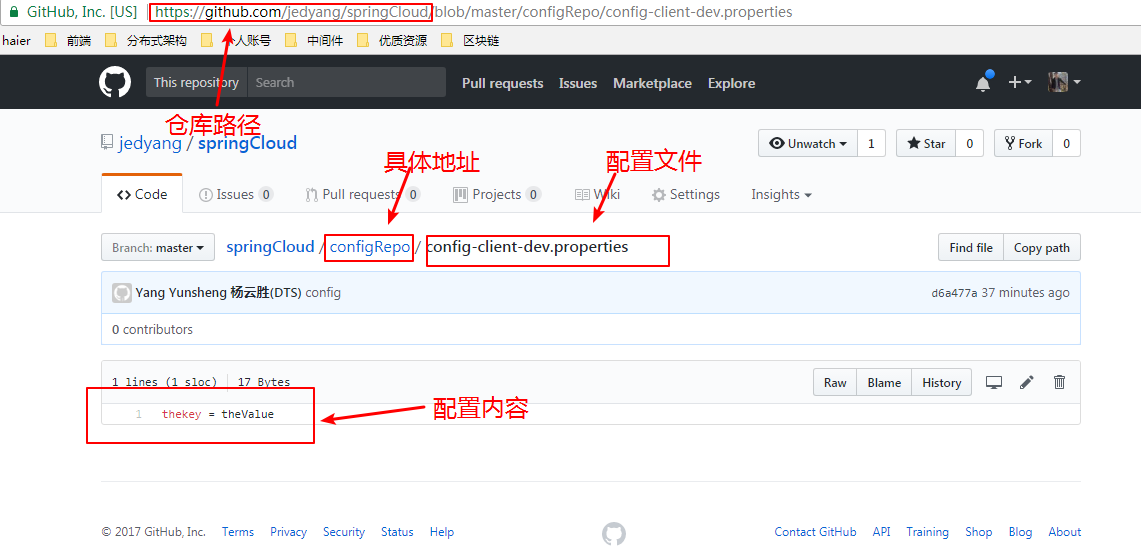 GitHub, Inc. [US] https://github.com/jedyang/springCloud/blob/master/configRepo/config-client-dev.properties
haier 前端 分布式架构 个人账号 中间件 优质资源 区块链
This repository Search Pull requests Issues Marketplace Explore
仓库路径
jedyang / springCloud
Unwatch 1 Star 0 Fork 0
具体地址 配置文件
Code Issues 0 Pull requests 0 Projects 0 Wiki Settings Insights
Branch: master springCloud / configRepo / config-client-dev.properties Find file Copy path
Yang Yunsheng 杨云胜(DTS) config d6a477a 37 minutes ago
0 contributors
1 lines (1 sloc) 17 Bytes Raw Blame History
1 thekey = theValue
配置内容
© 2017 GitHub, Inc. Terms Privacy Security Status Help Contact GitHub API Training Shop Blog About